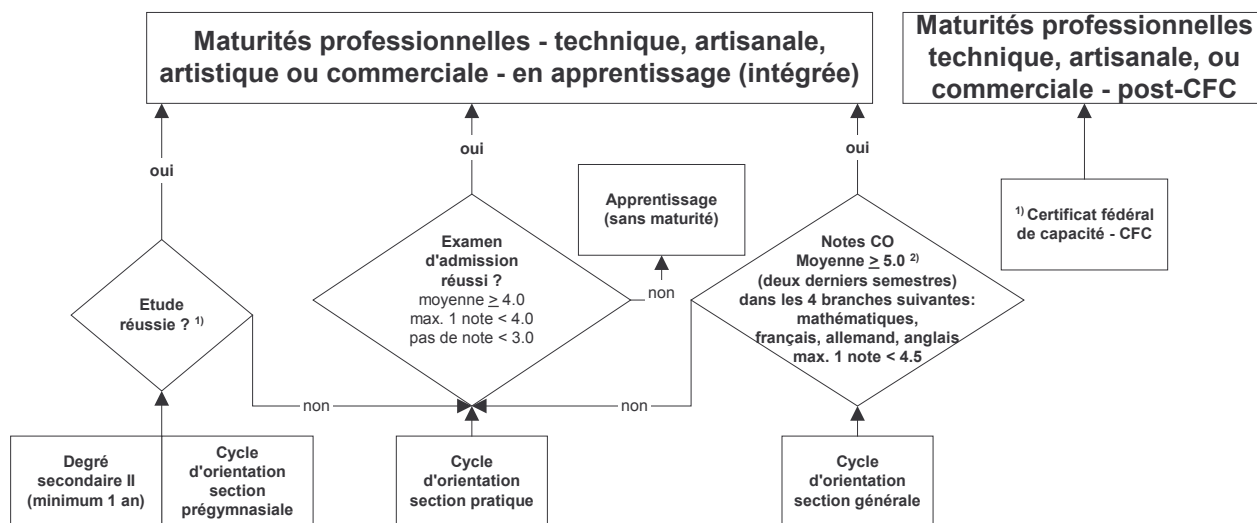 Maturités professionnelles - technique, artisanale,
artistique ou commerciale - en apprentissage (intégrée)
Maturités professionnelles
technique, artisanale, ou
commerciale - post-CFC
oui
oui
oui
Apprentissage
(sans maturité)
1) Certificat fédéral
de capacité - CFC
Etude
réussie ? 1)
Examen
d'admission
réussi ?
moyenne ≥ 4.0
max. 1 note < 4.0
pas de note < 3.0
non
Notes CO
Moyenne ≥ 5.0 2)
(deux derniers semestres)
dans les 4 branches suivantes:
mathématiques,
français, allemand, anglais
max. 1 note < 4.5
non
non
Degré
secondaire II
(minimum 1 an)
Cycle
d'orientation
section
prégymnasiale
Cycle
d'orientation
section pratique
Cycle
d'orientation
section générale